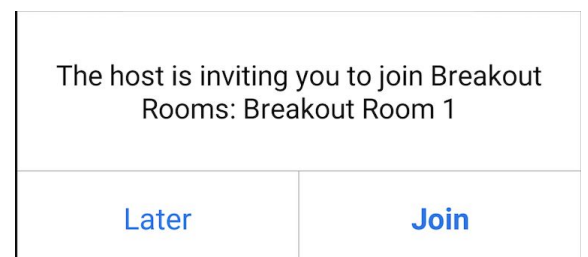 The host is inviting you to join Breakout
Rooms: Breakout Room 1
Later
Join